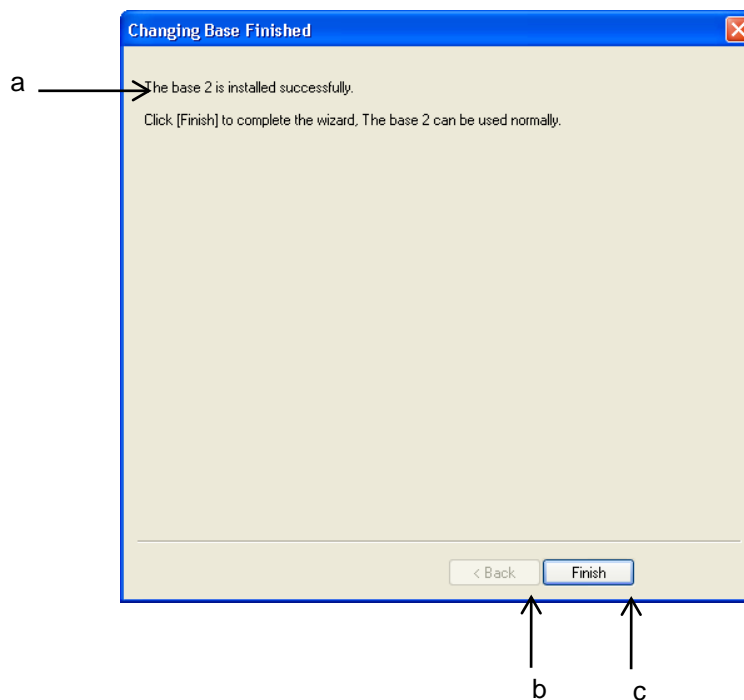 Changing Base Finished
a
The base 2 is installed successfully.
Click [Finish] to complete the wizard, The base 2 can be used normally.
< Back
Finish
b
c